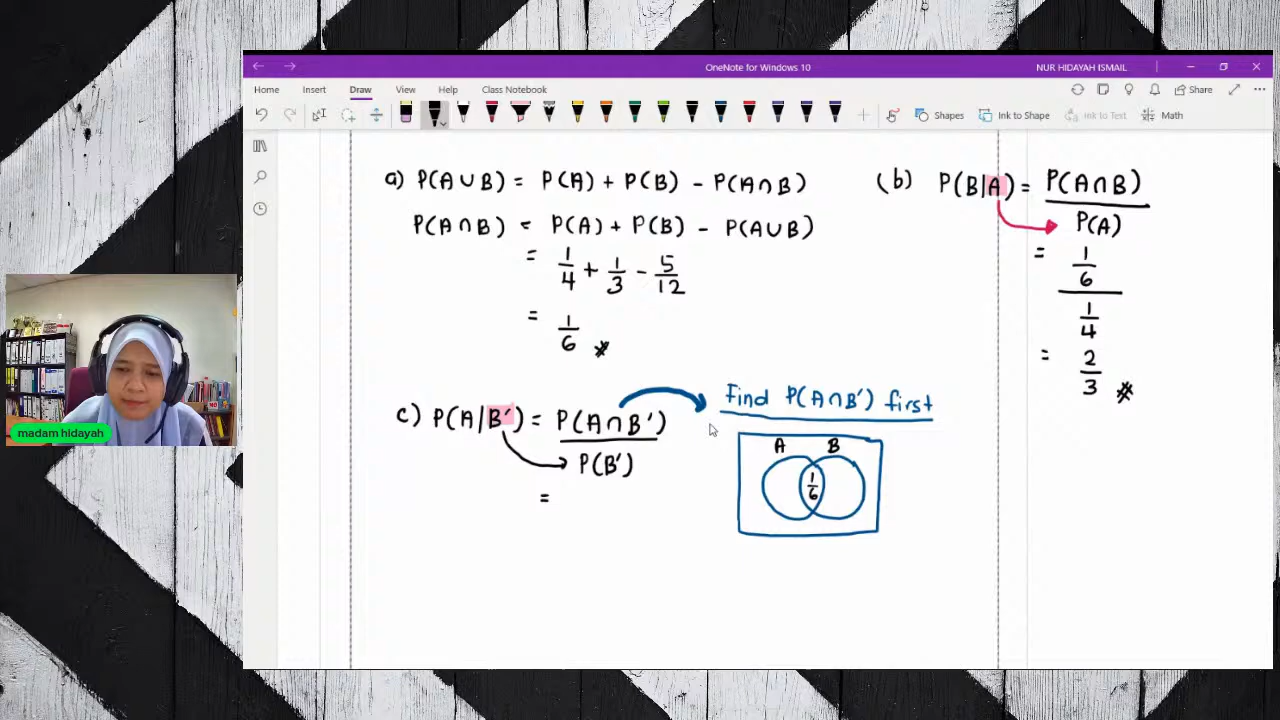 OneNote for Windows 10
NUR HIDAYAH ISMAIL
Home Insert Draw View Help Class Notebook
Share
Shapes
Ink to Shape
Ink to Text
Math
a) P(A∪B) = P(A) + P(B) - P(A∩B)
P(A∩B) = P(A) + P(B) - P(A∪B)
= 1/4 + 1/3 - 5/12
= 1/6 *
(b) P(B|A) = P(A∩B)/P(A)
= 1/6 / 1/4
= 2/3 *
c) P(A|B') = P(A∩B')/P(B')
=
Find P(A∩B') first
A B
1/6
madam hidayah